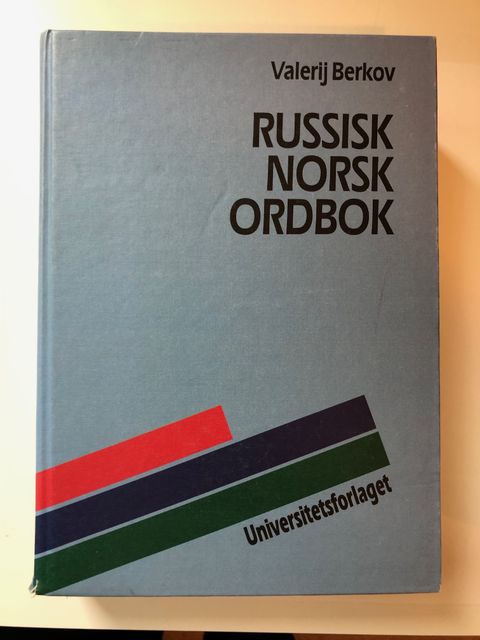 Valerij Berkov
RUSSISK
NORSK
ORDBOK
Universitetsforlaget